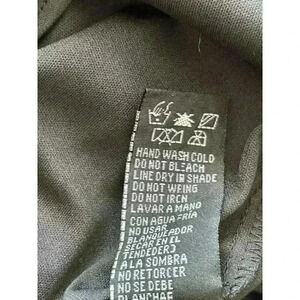 HAND WASH COLD
DO NOT BLEACH
LINE DRY IN SHADE
DO NOT WRING
DO NOT IRON
LAVAR A MANO
CON AGUA FRIA
NO USAR
BLANQUEADOR
SECAR EN EL
TENDEDERO
A LA SOMBRA
NO RETORCER
NO SE DEBE
PLANCHAR